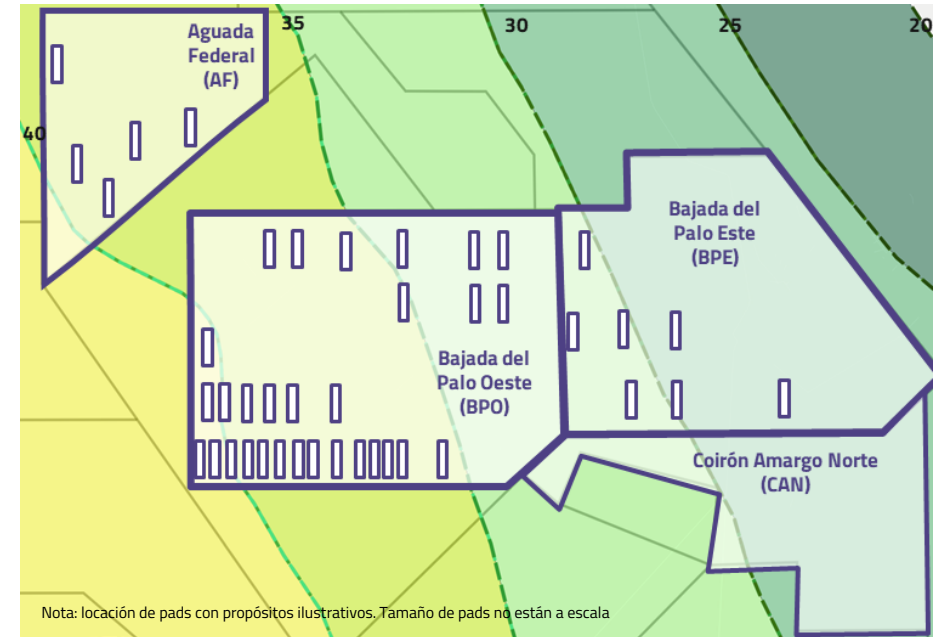 35
30
25
20
Aguada
Federal
(AF)
40
Bajada del
Palo Este
(BPE)
Bajada del
Palo Oeste
(BPO)
Coirón Amargo Norte
(CAN)
Nota: locación de pads con propósitos ilustrativos. Tamaño de pads no están a escala